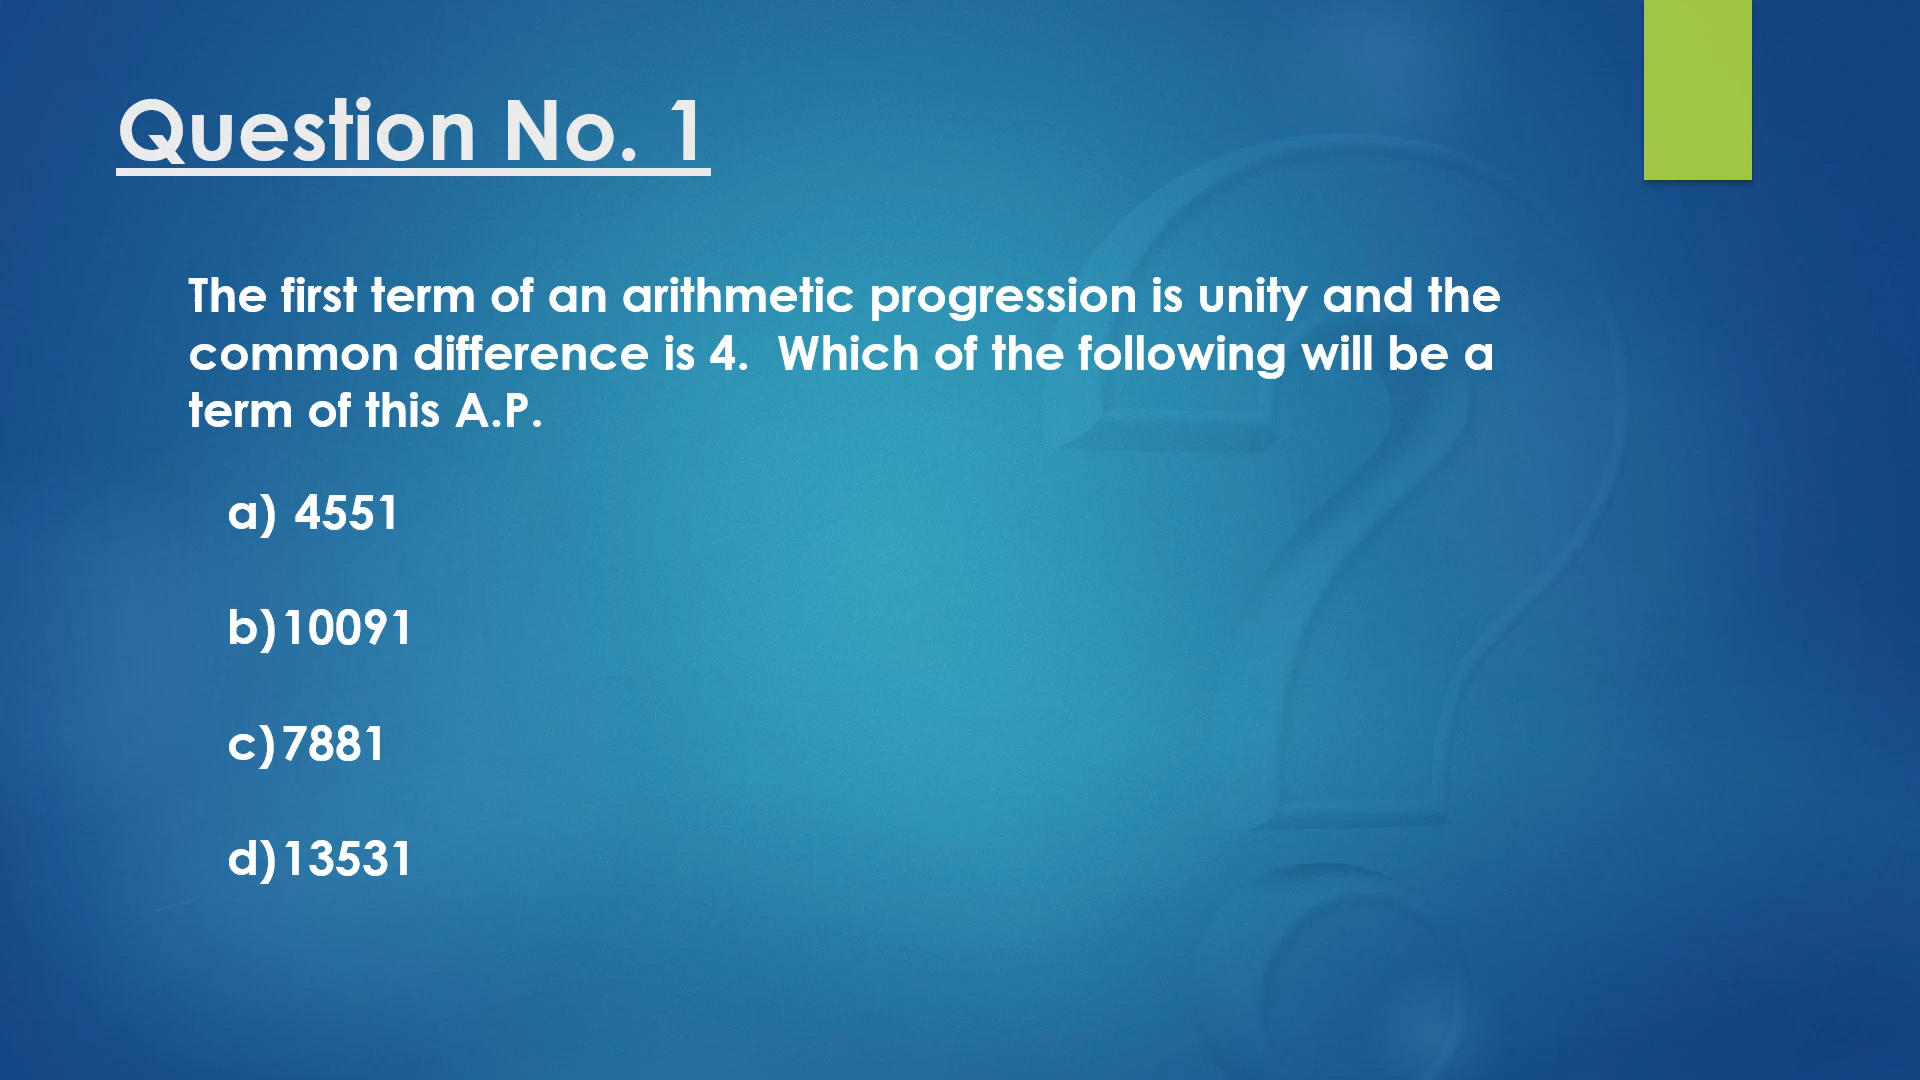 Question No. 1
The first term of an arithmetic progression is unity and the
common difference is 4.  Which of the following will be a
term of this A.P.
a) 4551
b)10091
c)7881
d)13531